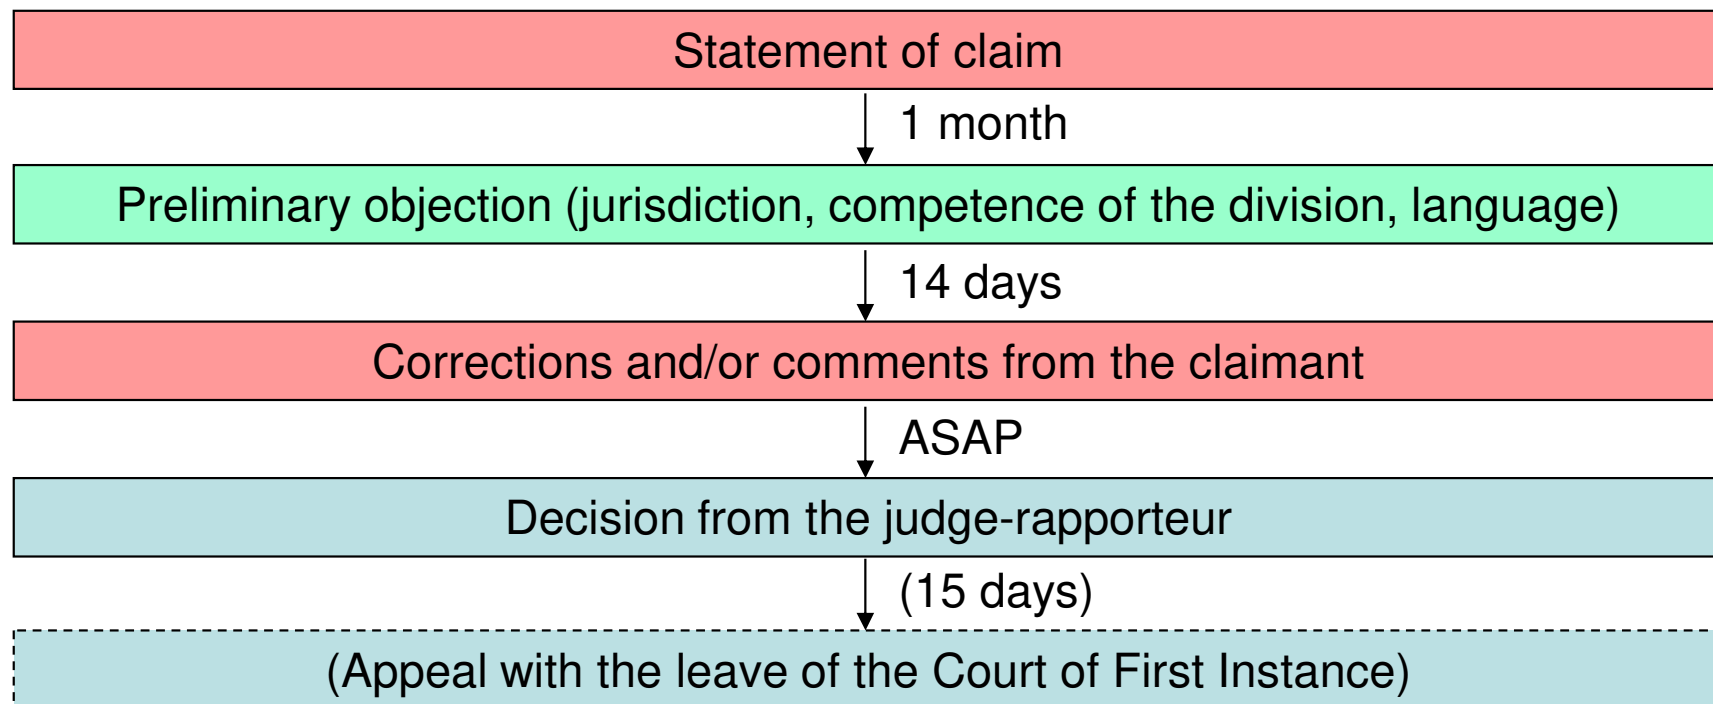 Statement of claim
1 month
Preliminary objection (jurisdiction, competence of the division, language)
14 days
Corrections and/or comments from the claimant
ASAP
Decision from the judge-rapporteur
(15 days)
(Appeal with the leave of the Court of First Instance)